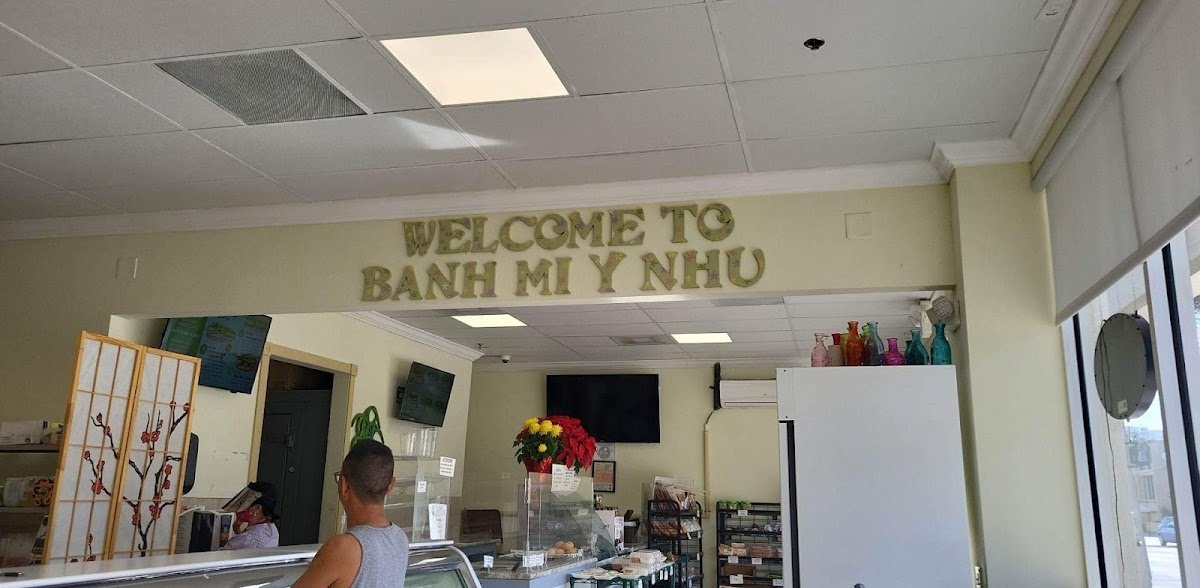 WELCOME TO
BANH MI Y NHU